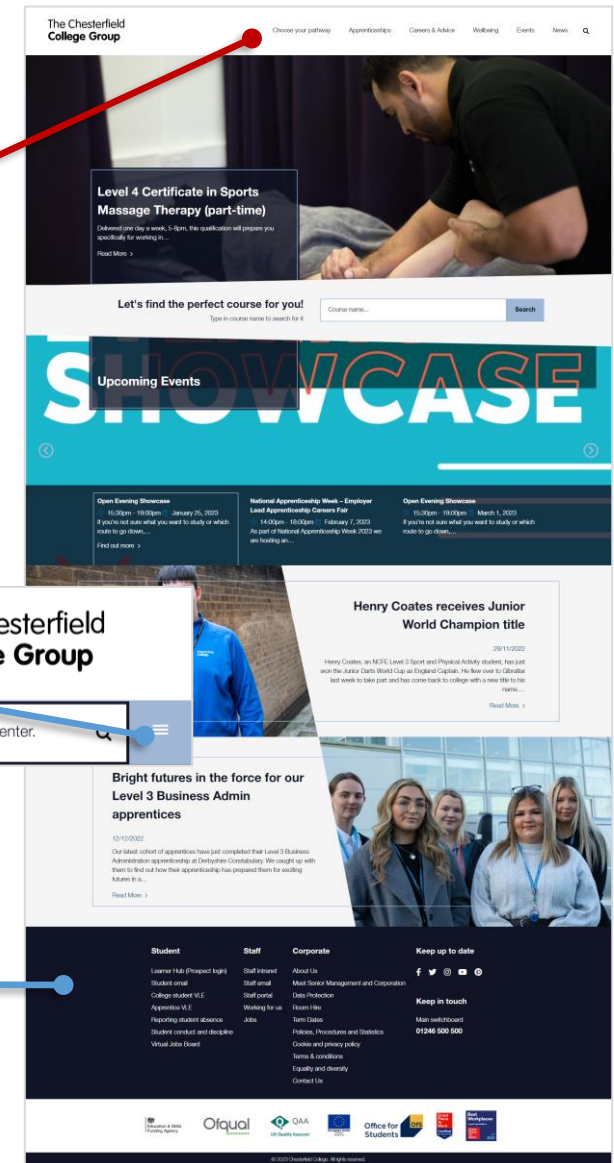 The Chesterfield
College Group
Choose your pathway Apprenticeships Careers & Advice Wellbeing Events News
Level 4 Certificate in Sports
Massage Therapy (part-time)
Delivered one day a week, 5-8pm, this qualification will prepare you
specifically for working in…
Read More >
Let's find the perfect course for you!
Type in course name to search for it
Course name...
Search
SHOWCASE
Upcoming Events
Open Evening Showcase
15:30pm - 19:00pm January 25, 2023
If you're not sure what you want to study or which
route to go down,…
Find out more >
National Apprenticeship Week – Employer
Lead Apprenticeship Careers Fair
14:00pm - 18:00pm February 7, 2023
As part of National Apprenticeship Week 2023 we
are hosting an…
Open Evening Showcase
15:30pm - 19:00pm March 1, 2023
If you're not sure what you want to study or which
route to go down,…
Henry Coates receives Junior
World Champion title
29/11/2022
Henry Coates, an NCFE Level 3 Sport and Physical Activity student, has just
won the Junior Darts World Cup as England Captain. He flew over to Gibraltar
last week to take part and has come back to college with a new title to his
name.…
Read More >
esterfield
e Group
enter.
Bright futures in the force for our
Level 3 Business Admin
apprentices
12/12/2022
Our latest cohort of apprentices have just completed their Level 3 Business
Administration apprenticeship at Derbyshire Constabulary. We caught up with
them to find out how their apprenticeship has prepared them for exciting
futures in a…
Read More >
Student
Learner Hub (Prospect login)
Student email
College student VLE
Apprentice VLE
Reporting student absence
Student conduct and discipline
Virtual Jobs Board
Staff
Staff intranet
Staff email
Staff portal
Working for us
Jobs
Corporate
About Us
Meet Senior Management and Corporation
Data Protection
Room Hire
Term Dates
Policies, Procedures and Statistics
Cookie and privacy policy
Terms & conditions
Equality and diversity
Contact Us
Keep up to date
Keep in touch
Main switchboard
01246 500 500
Education & Skills
Funding Agency
Ofqual
QAA
UK Quality Assured
Office for
Students
ofs
Best
Workplaces
© 2023 Chesterfield College. All rights reserved.